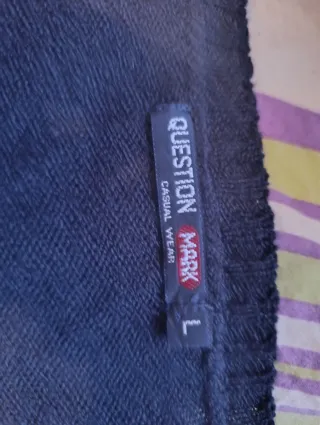 QUESTION MARK
CASUAL WEAR
L